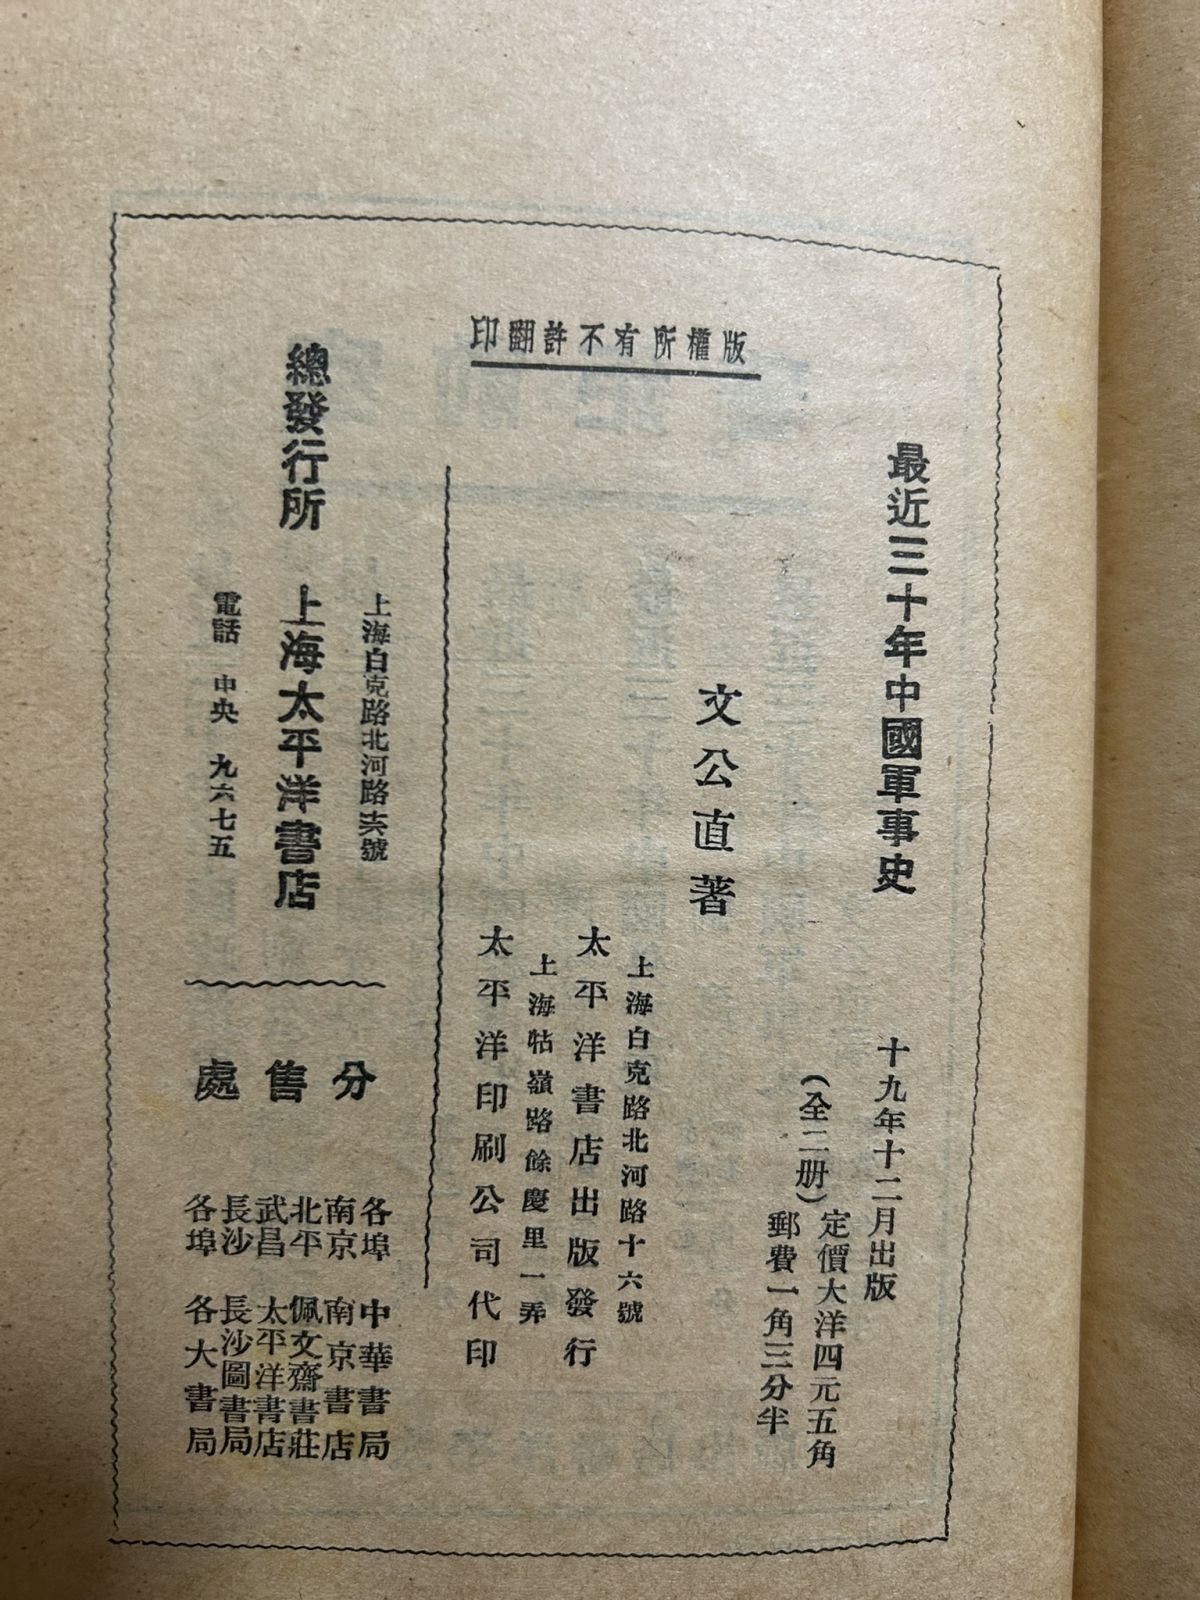 版權所有不許翻印
最近三十年中國軍事史
十九年十二月出版
(全二册)
定價大洋四元五角
郵費一角三分半
文公直著
上海白克路北河路十六號
太平洋書店出版發行
上海牯嶺路餘慶里一弄
太平洋印刷公司代印
上海白克路北河路十六號
總發行所 上海太平洋書店
電話 中央 九六七五
分售處
各埠 中華書局
南京 南京書店
北平 佩文齋書莊
武昌 太平洋書店
長沙 長沙圖書局
各埠 各大書局